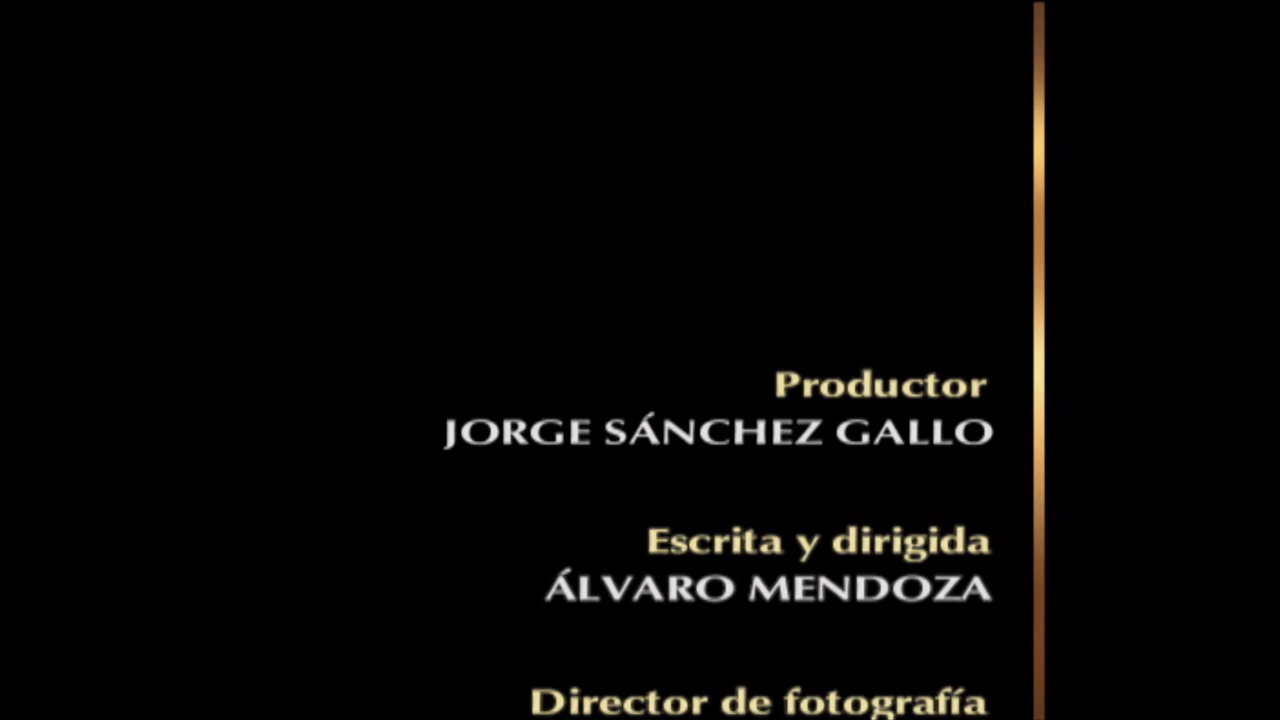 Productor
JORGE SÁNCHEZ GALLO
Escrita y dirigida
ÁLVARO MENDOZA
Director de fotografía